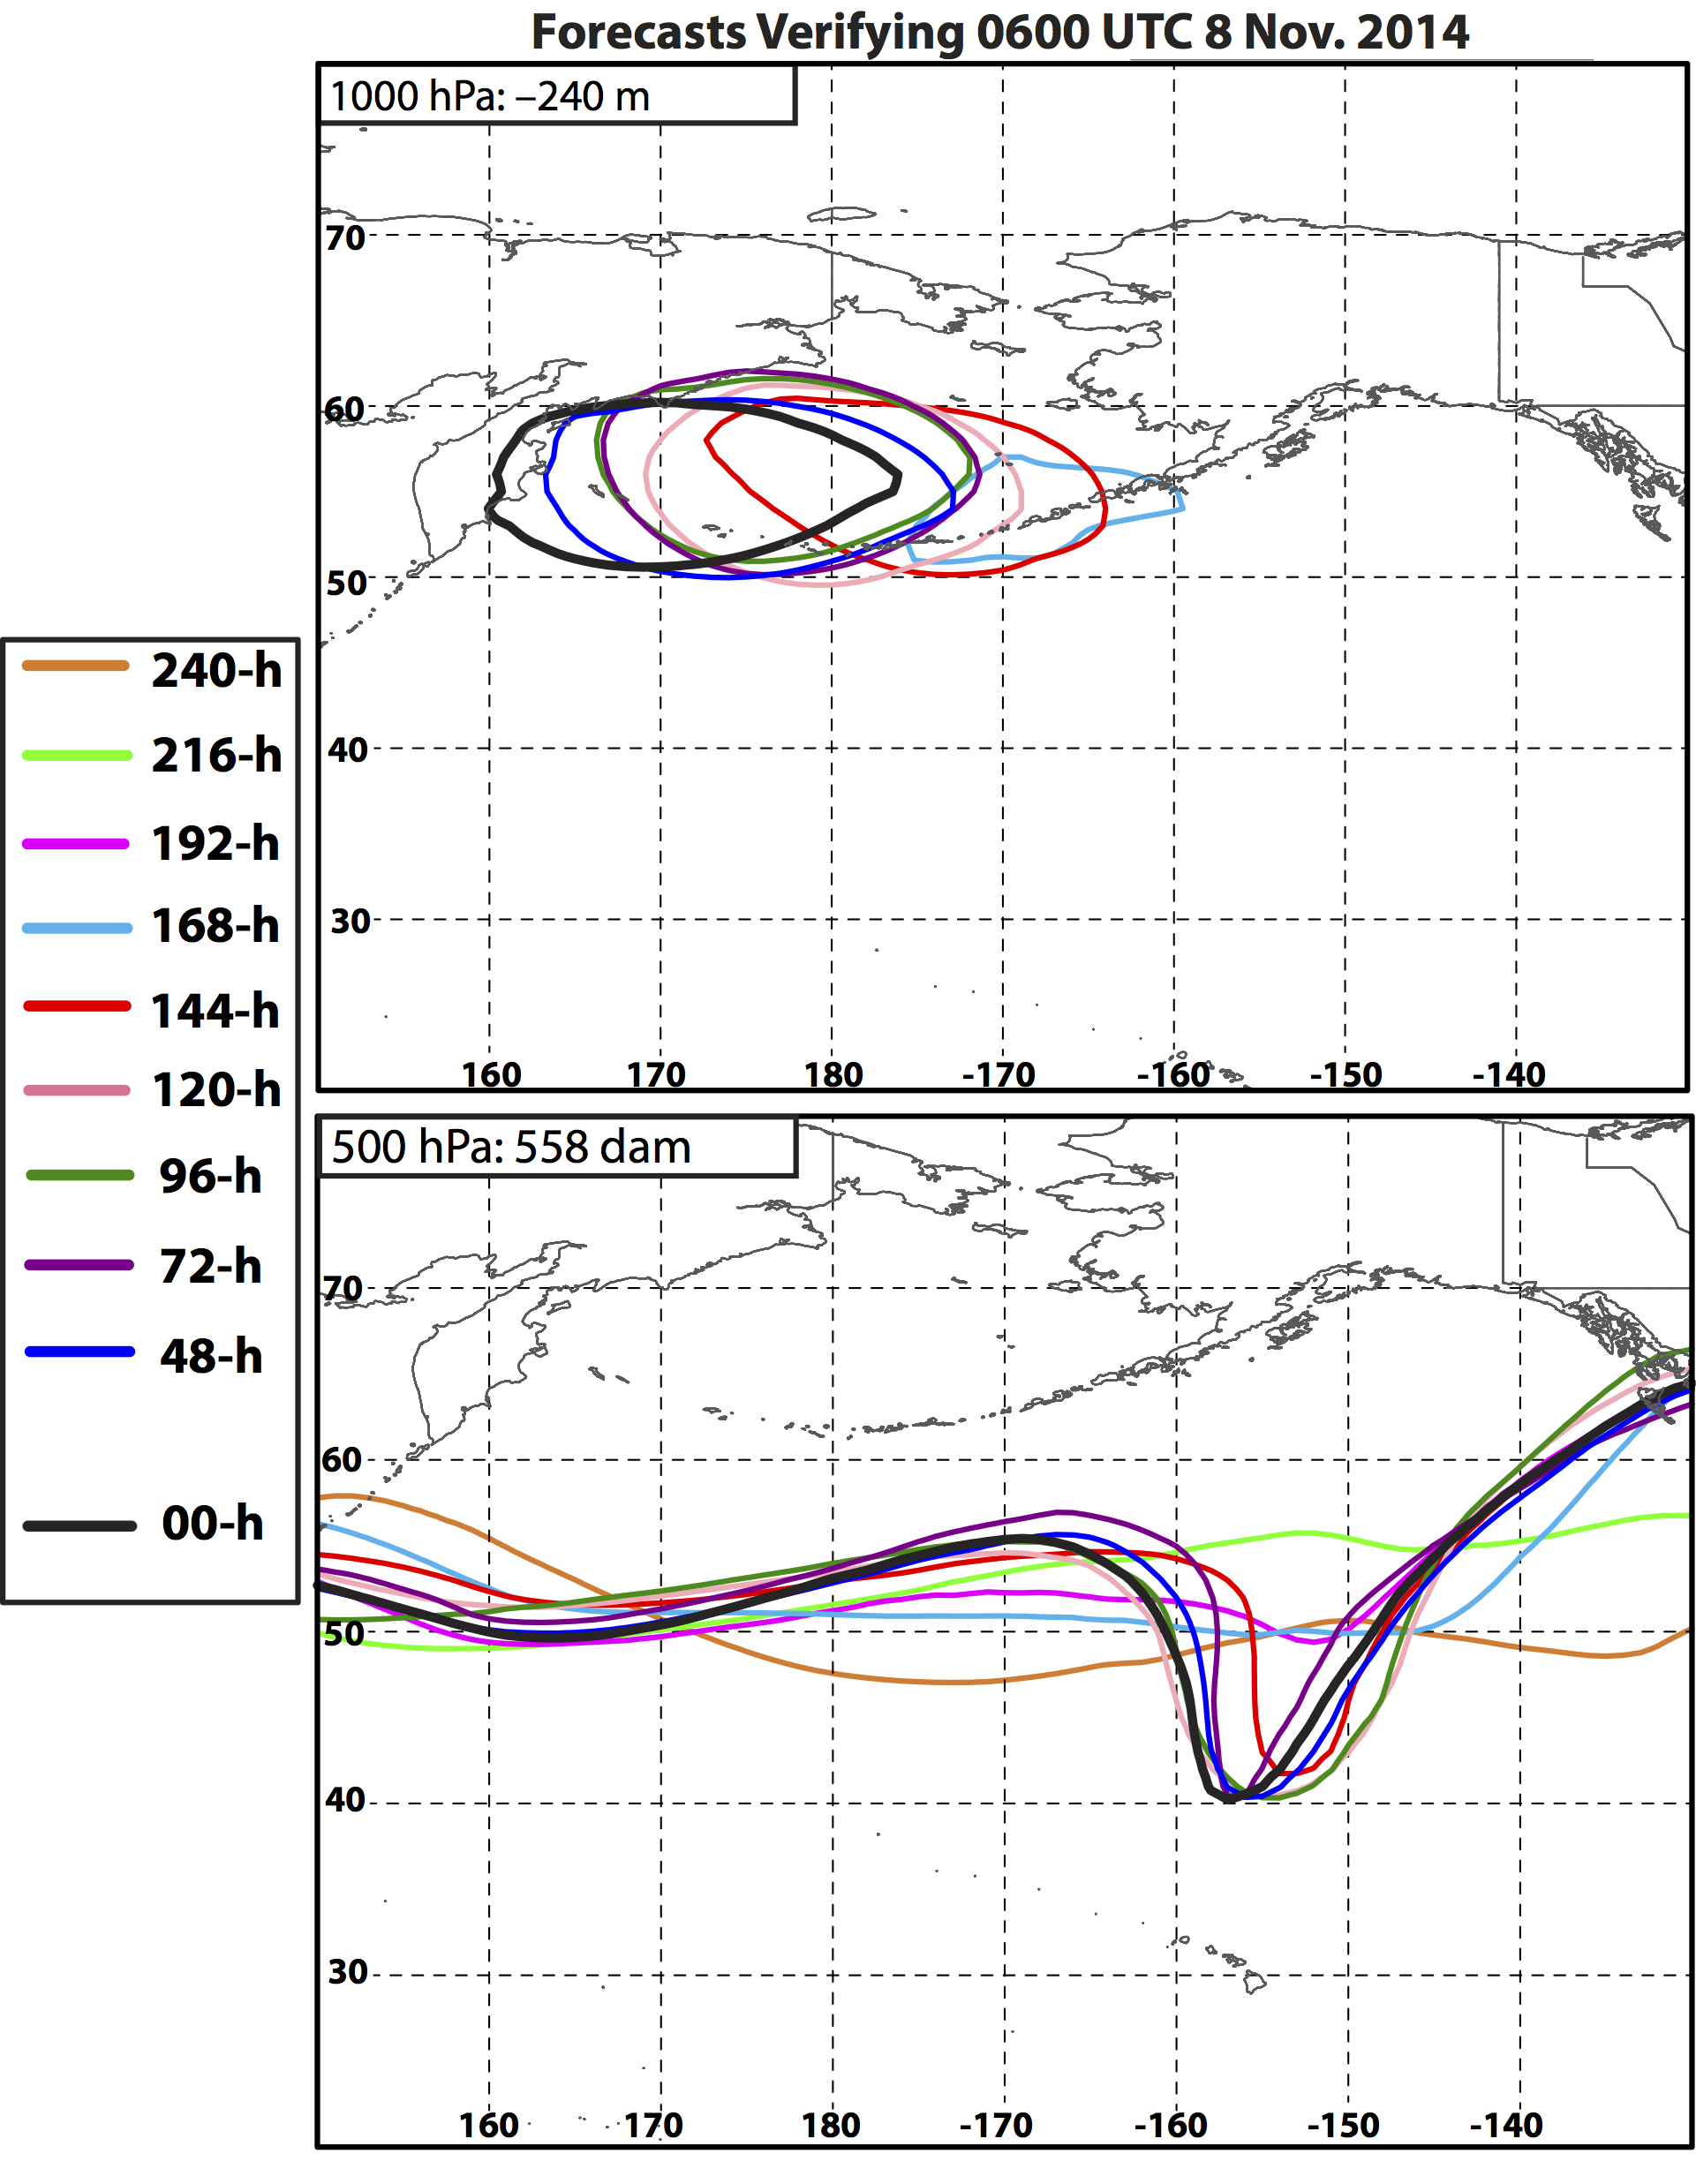 Forecasts Verifying 0600 UTC 8 Nov. 2014
1000 hPa: –240 m
70
60
50
40
30
160 170 180 -170 -160 -150 -140
240-h
216-h
192-h
168-h
144-h
120-h
96-h
72-h
48-h
00-h
500 hPa: 558 dam
70
60
50
40
30
160 170 180 -170 -160 -150 -140